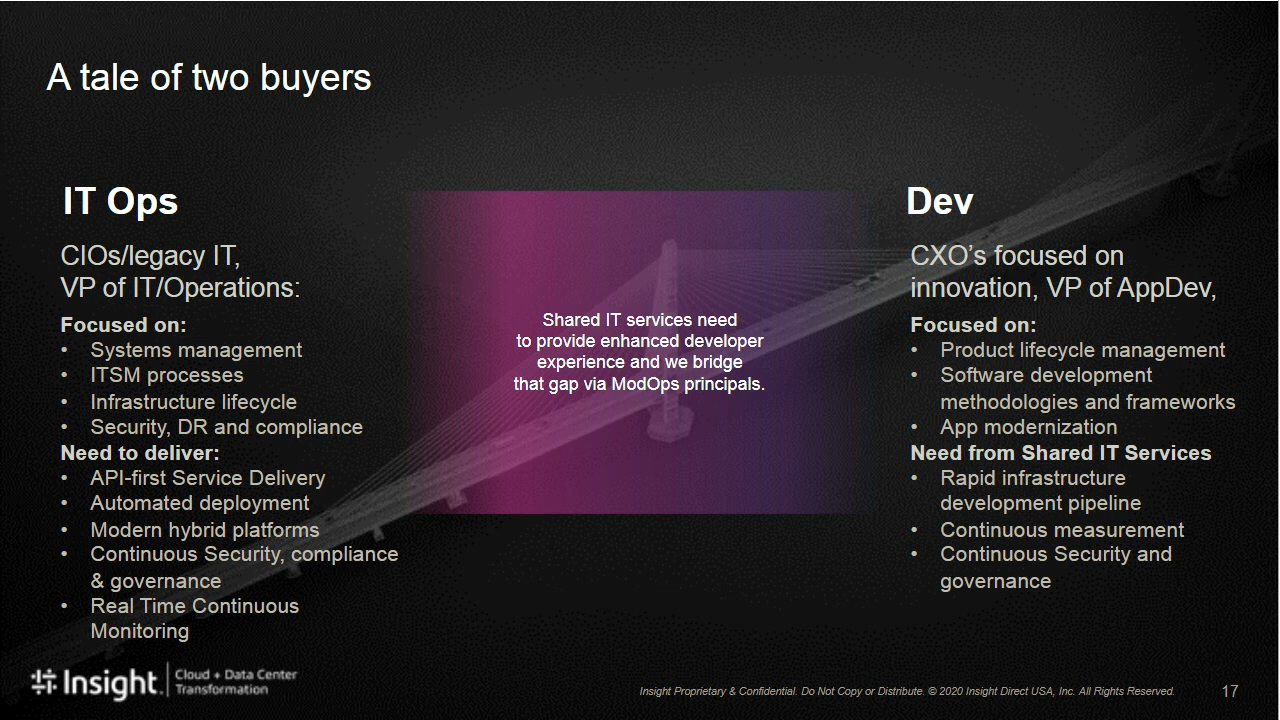 A tale of two buyers
IT Ops
CIOs/legacy IT,
VP of IT/Operations:
Focused on:
• Systems management
• ITSM processes
• Infrastructure lifecycle
• Security, DR and compliance
Need to deliver:
• API-first Service Delivery
• Automated deployment
• Modern hybrid platforms
• Continuous Security, compliance
& governance
• Real Time Continuous
Monitoring
Shared IT services need
to provide enhanced developer
experience and we bridge
that gap via ModOps principals.
Dev
CXO’s focused on
innovation, VP of AppDev,
Focused on:
• Product lifecycle management
• Software development
methodologies and frameworks
• App modernization
Need from Shared IT Services
• Rapid infrastructure
development pipeline
• Continuous measurement
• Continuous Security and
governance
Insight.
Cloud + Data Center
Transformation
Insight Proprietary & Confidential. Do Not Copy or Distribute. © 2020 Insight Direct USA, Inc. All Rights Reserved.
17